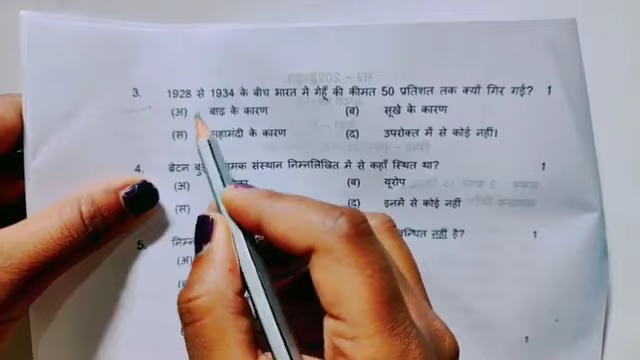 3. 1928 से 1934 के बीच भारत में गेहूँ की कीमत 50 प्रतिशत तक क्यों गिर गई? 1
(अ) बाढ़ के कारण (ब) सूखे के कारण
(स) महामंदी के कारण (द) उपरोक्त में से कोई नहीं।
4. ब्रेटन संस्थान निम्नलिखित में से कहाँ स्थित था? 1
(अ) (ब) यूरोप
(स) (द) इनमें से कोई नहीं
5. नहीं है? 1
(अ)
1